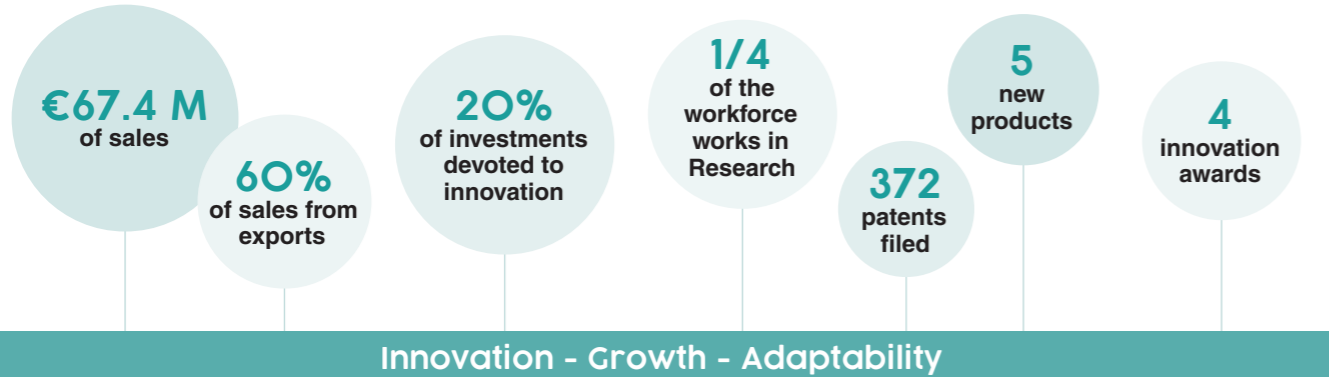 €67.4 M
of sales
60%
of sales from
exports
20%
of investments
devoted to
innovation
1/4
of the
workforce
works in
Research
372
patents
filed
5
new
products
4
innovation
awards
Innovation - Growth - Adaptability